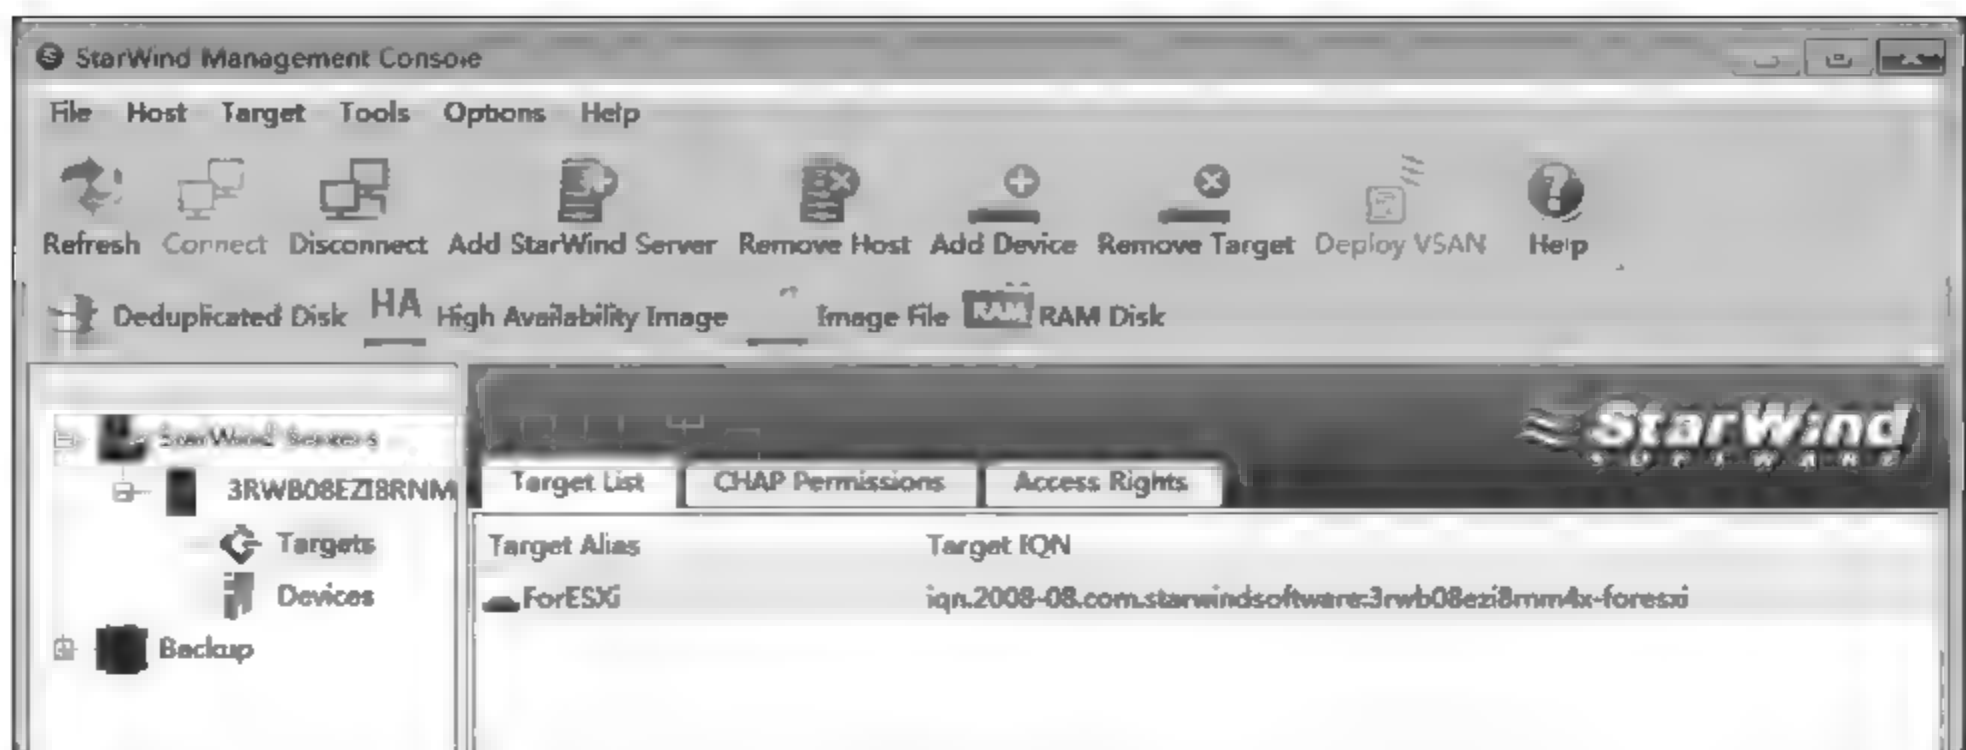 StarWind Management Console
File Host Target Tools Options Help
Refresh Connect Disconnect Add StarWind Server Remove Host Add Device Remove Target Deploy VSAN Help
Deduplicated Disk HA High Availability Image Image File RAM RAM Disk
StarWind SOFTWARE
StarWind Servers
3RWB08EZI8RNM
Targets
Devices
Backup
Target List CHAP Permissions Access Rights
Target Alias Target IQN
ForESXi iqn.2008-08.com.starwindsoftware:3rwb08ezi8rnm4x-foresxi